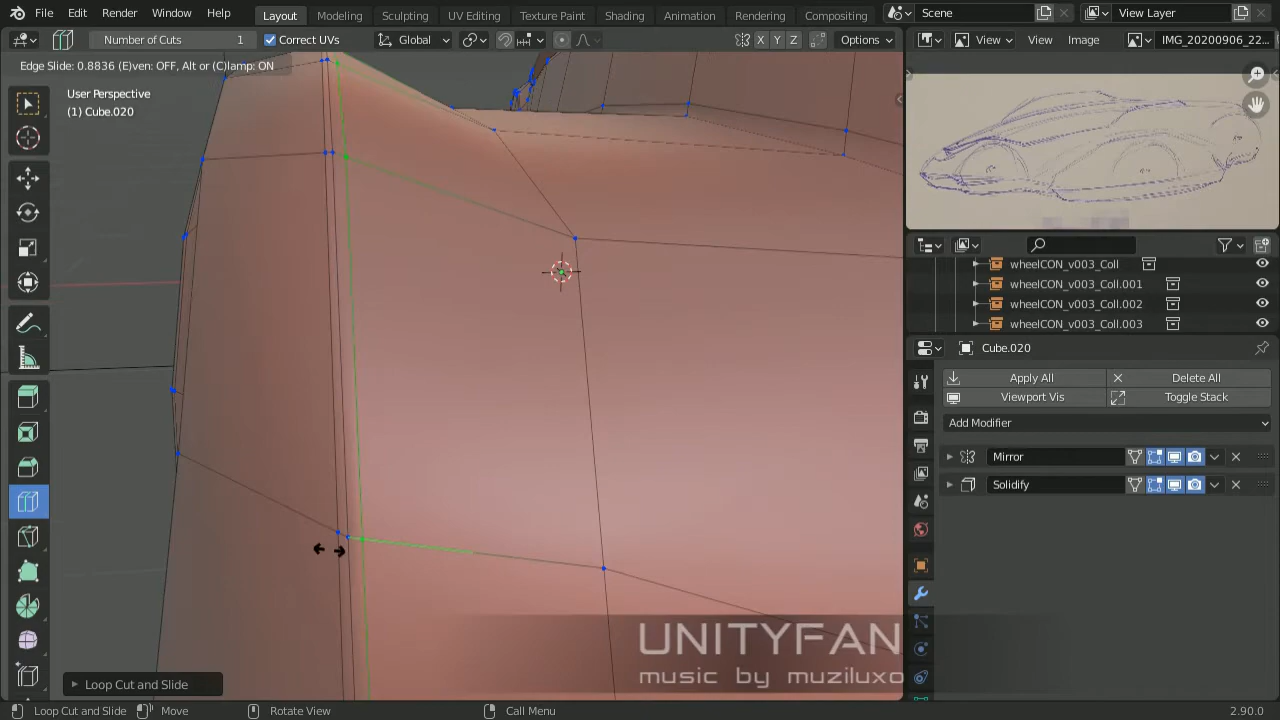 File Edit Render Window Help Layout Modeling Sculpting UV Editing Texture Paint Shading Animation Rendering Compositing Scene View Layer
Number of Cuts 1 Correct UVs Global X Y Z Options View View Image IMG_20200906_22...
Edge Slide: 0.8836 (E)ven: OFF, Alt or (C)lamp: ON
User Perspective
(1) Cube.020
wheelCON_v003_Coll
wheelCON_v003_Coll.001
wheelCON_v003_Coll.002
wheelCON_v003_Coll.003
Cube.020
Apply All Delete All
Viewport Vis Toggle Stack
Add Modifier
Mirror
Solidify
UNITYFAN
music by muziluxo
Loop Cut and Slide
Loop Cut and Slide Move Rotate View Call Menu 2.90.0